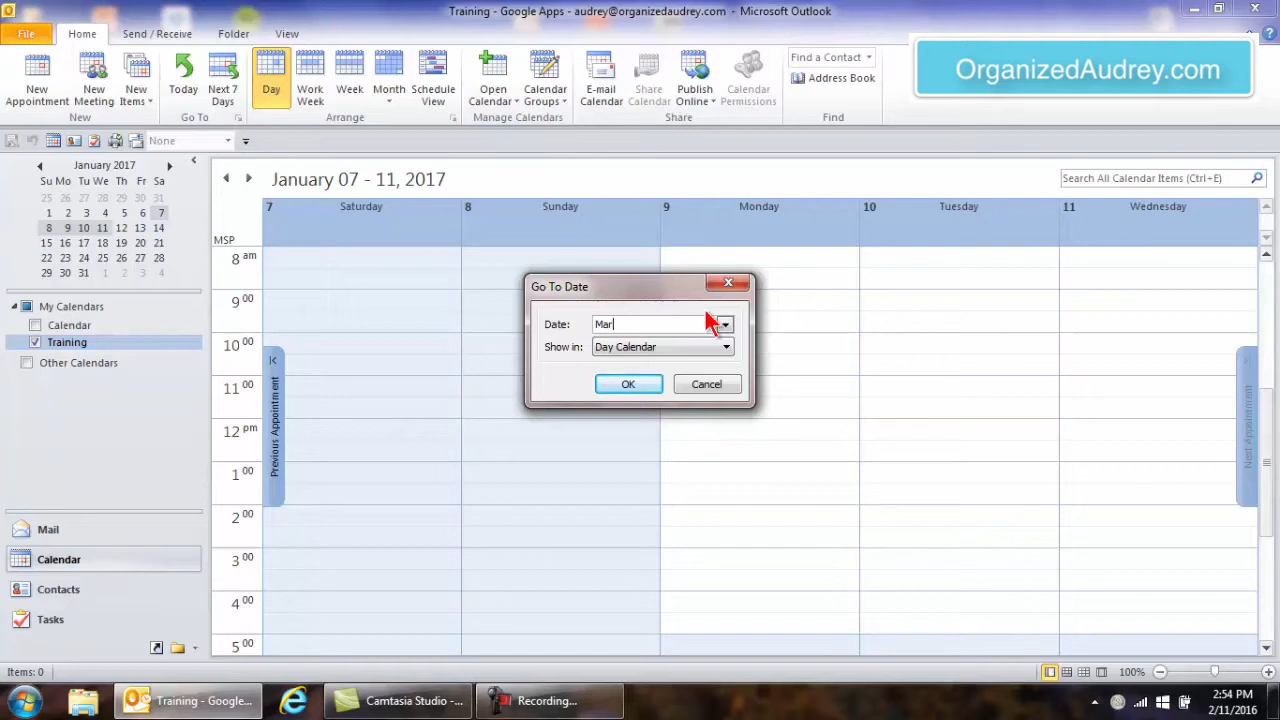 Training - Google Apps - audrey@organizedaudrey.com - Microsoft Outlook
File Home Send / Receive Folder View
OrganizedAudrey.com
New Appointment
New Meeting
New Items
New
Today
Next 7 Days
Go To
Day
Work Week
Week
Month
Schedule View
Arrange
Open Calendar
Calendar Groups
Manage Calendars
E-mail Calendar
Share Calendar
Publish Online
Calendar Permissions
Share
Find a Contact
Address Book
Find
None
January 2017
Su Mo Tu We Th Fr Sa
25 26 27 28 29 30 31
1 2 3 4 5 6 7
8 9 10 11 12 13 14
15 16 17 18 19 20 21
22 23 24 25 26 27 28
29 30 31 1 2 3 4
My Calendars
Calendar
Training
Other Calendars
Mail
Calendar
Contacts
Tasks
January 07 - 11, 2017
Search All Calendar Items (Ctrl+E)
7 Saturday 8 Sunday 9 Monday 10 Tuesday 11 Wednesday
MSP
8 am
9 00
10 00
11 00
12 pm
1 00
2 00
3 00
4 00
5 00
Previous Appointment
Next Appointment
Go To Date
Date: Mar
Show in: Day Calendar
OK Cancel
Items: 0
100%
Training - Google...
Camtasia Studio -...
Recording...
2:54 PM
2/11/2016